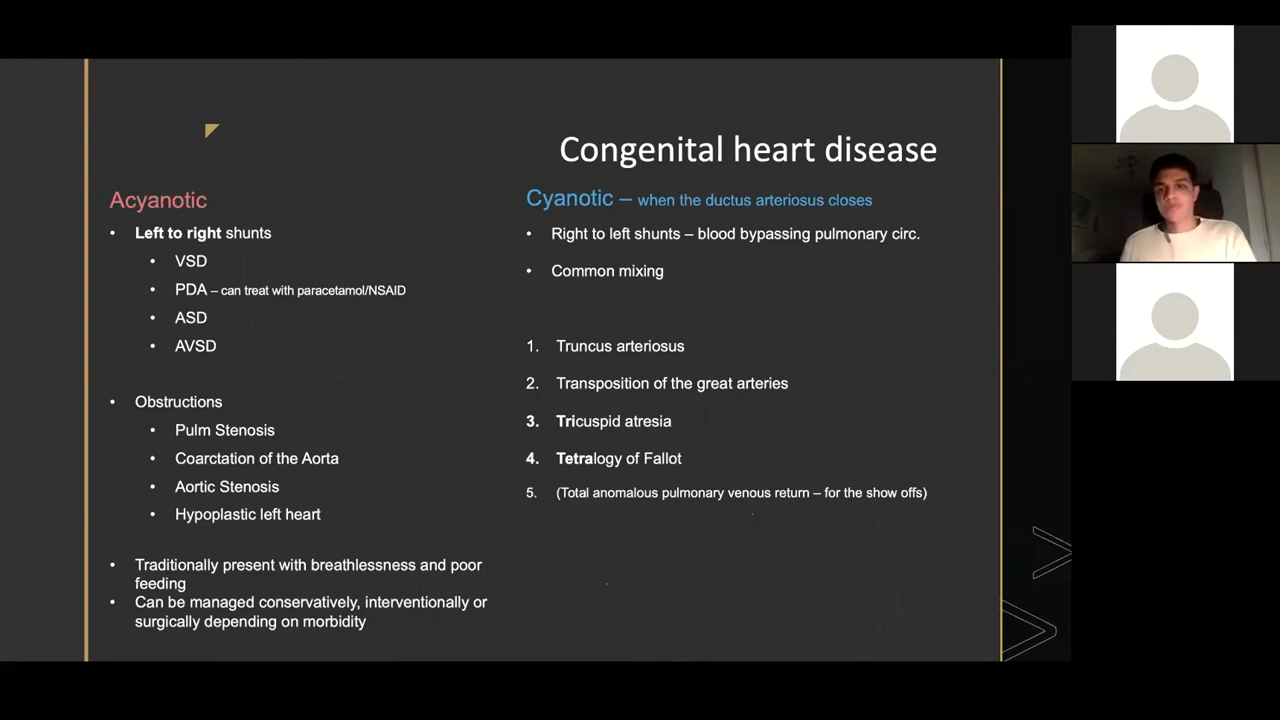 Congenital heart disease
Acyanotic
• Left to right shunts
• VSD
• PDA – can treat with paracetamol/NSAID
• ASD
• AVSD
• Obstructions
• Pulm Stenosis
• Coarctation of the Aorta
• Aortic Stenosis
• Hypoplastic left heart
• Traditionally present with breathlessness and poor
feeding
• Can be managed conservatively, interventionally or
surgically depending on morbidity
Cyanotic – when the ductus arteriosus closes
• Right to left shunts – blood bypassing pulmonary circ.
• Common mixing
1. Truncus arteriosus
2. Transposition of the great arteries
3. Tricuspid atresia
4. Tetralogy of Fallot
5. (Total anomalous pulmonary venous return – for the show offs)